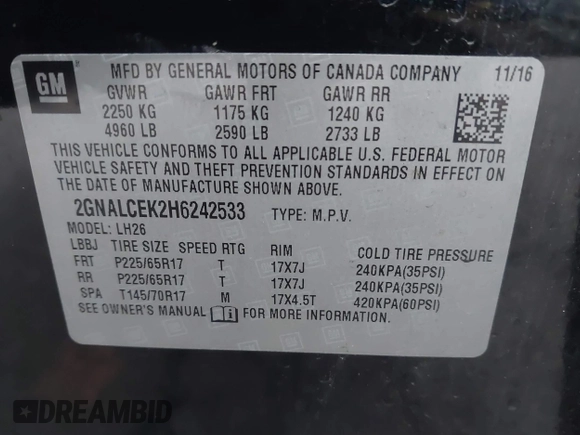 GM
MFD BY GENERAL MOTORS OF CANADA COMPANY 11/16
GVWR GAWR FRT GAWR RR
2250 KG 1175 KG 1240 KG
4960 LB 2590 LB 2733 LB
THIS VEHICLE CONFORMS TO ALL APPLICABLE U.S. FEDERAL MOTOR
VEHICLE SAFETY AND THEFT PREVENTION STANDARDS IN EFFECT ON
THE DATE OF MANUFACTURE SHOWN ABOVE.
2GNALCEK2H6242533 TYPE: M.P.V.
MODEL: LH26
LBBJ TIRE SIZE SPEED RTG RIM COLD TIRE PRESSURE
FRT P225/65R17 T 17X7J 240KPA(35PSI)
RR P225/65R17 T 17X7J 240KPA(35PSI)
SPA T145/70R17 M 17X4.5T 420KPA(60PSI)
SEE OWNER'S MANUAL FOR MORE INFORMATION.
DREAMBID